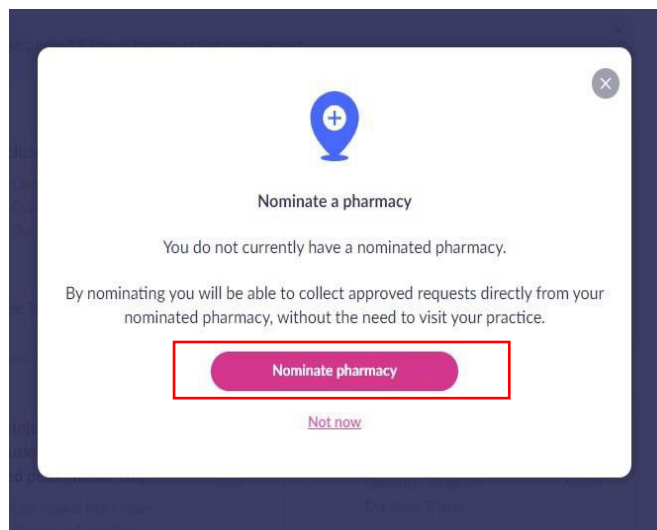 Nominate a pharmacy
You do not currently have a nominated pharmacy.
By nominating you will be able to collect approved requests directly from your
nominated pharmacy, without the need to visit your practice.
Nominate pharmacy
Not now